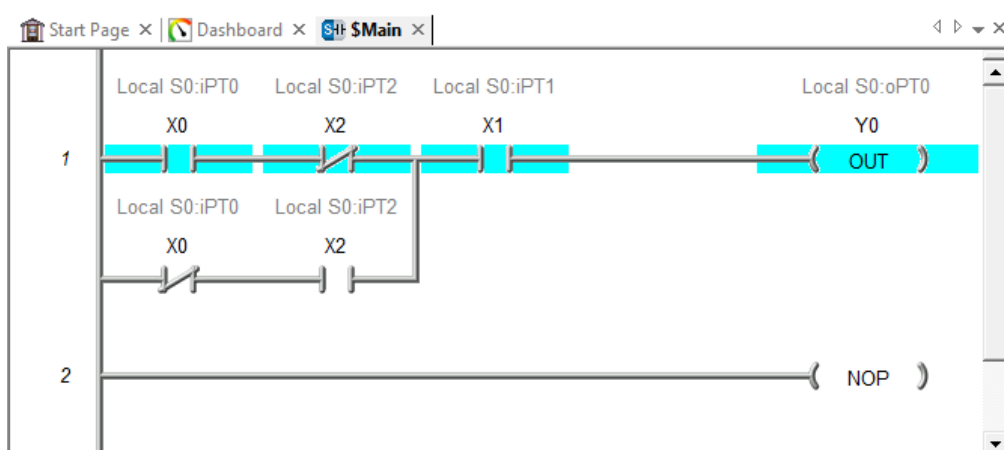 Start Page Dashboard $Main
Local S0:iPT0 Local S0:iPT2 Local S0:iPT1 Local S0:oPT0
X0 X2 X1 Y0
1 OUT
Local S0:iPT0 Local S0:iPT2
X0 X2
2 NOP